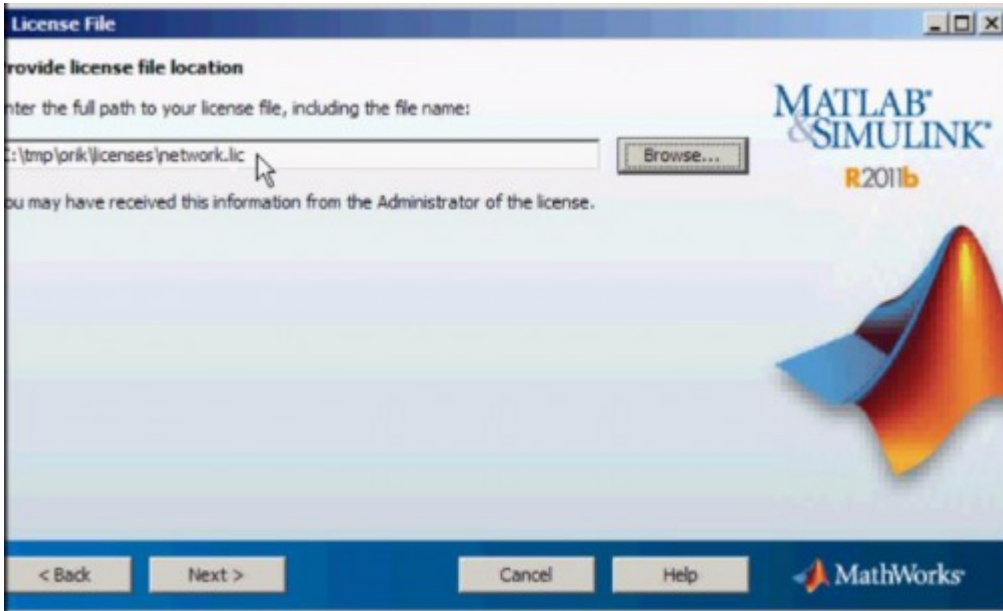 License File
rovide license file location
nter the full path to your license file, including the file name:
:\tmp\orik\licenses\network.lic
Browse...
ou may have received this information from the Administrator of the license.
MATLAB®
&SIMULINK®
R2011b
< Back
Next >
Cancel
Help
MathWorks®